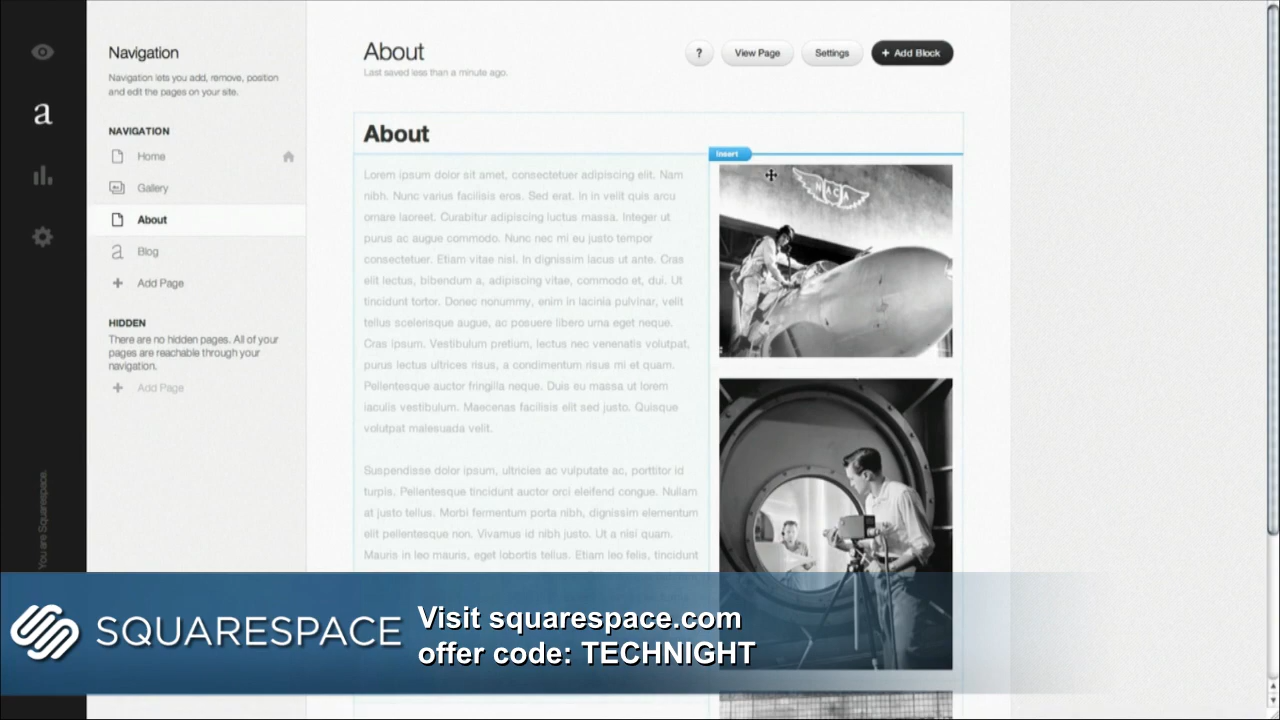 Navigation
Navigation lets you add, remove, position
and edit the pages on your site.
NAVIGATION
Home
Gallery
About
Blog
Add Page
HIDDEN
There are no hidden pages. All of your
pages are reachable through your
navigation.
Add Page
You are Squarespace.
About
Last saved less than a minute ago.
?
View Page
Settings
+ Add Block
About
Insert
NACA
Lorem ipsum dolor sit amet, consectetuer adipiscing elit. Nam
nibh. Nunc varius facilisis eros. Sed erat. In in velit quis arcu
ornare laoreet. Curabitur adipiscing luctus massa. Integer ut
purus ac augue commodo. Nunc nec mi eu justo tempor
consectetuer. Etiam vitae nisl. In dignissim lacus ut ante. Cras
elit lectus, bibendum a, adipiscing vitae, commodo et, dui. Ut
tincidunt tortor. Donec nonummy, enim in lacinia pulvinar, velit
tellus scelerisque augue, ac posuere libero urna eget neque.
Cras ipsum. Vestibulum pretium, lectus nec venenatis volutpat,
purus lectus ultrices risus, a condimentum risus mi et quam.
Pellentesque auctor fringilla neque. Duis eu massa ut lorem
iaculis vestibulum. Maecenas facilisis elit sed justo. Quisque
volutpat malesuada velit.
Suspendisse dolor ipsum, ultricies ac vulputate ac, porttitor id
turpis. Pellentesque tincidunt auctor orci eleifend congue. Nullam
at justo tellus. Morbi fermentum porta nibh, dignissim elementum
elit pellentesque non. Vivamus id nibh justo. Ut a nisi quam.
Mauris in leo mauris, eget lobortis tellus. Etiam leo felis, tincidunt
SQUARESPACE
Visit squarespace.com
offer code: TECHNIGHT